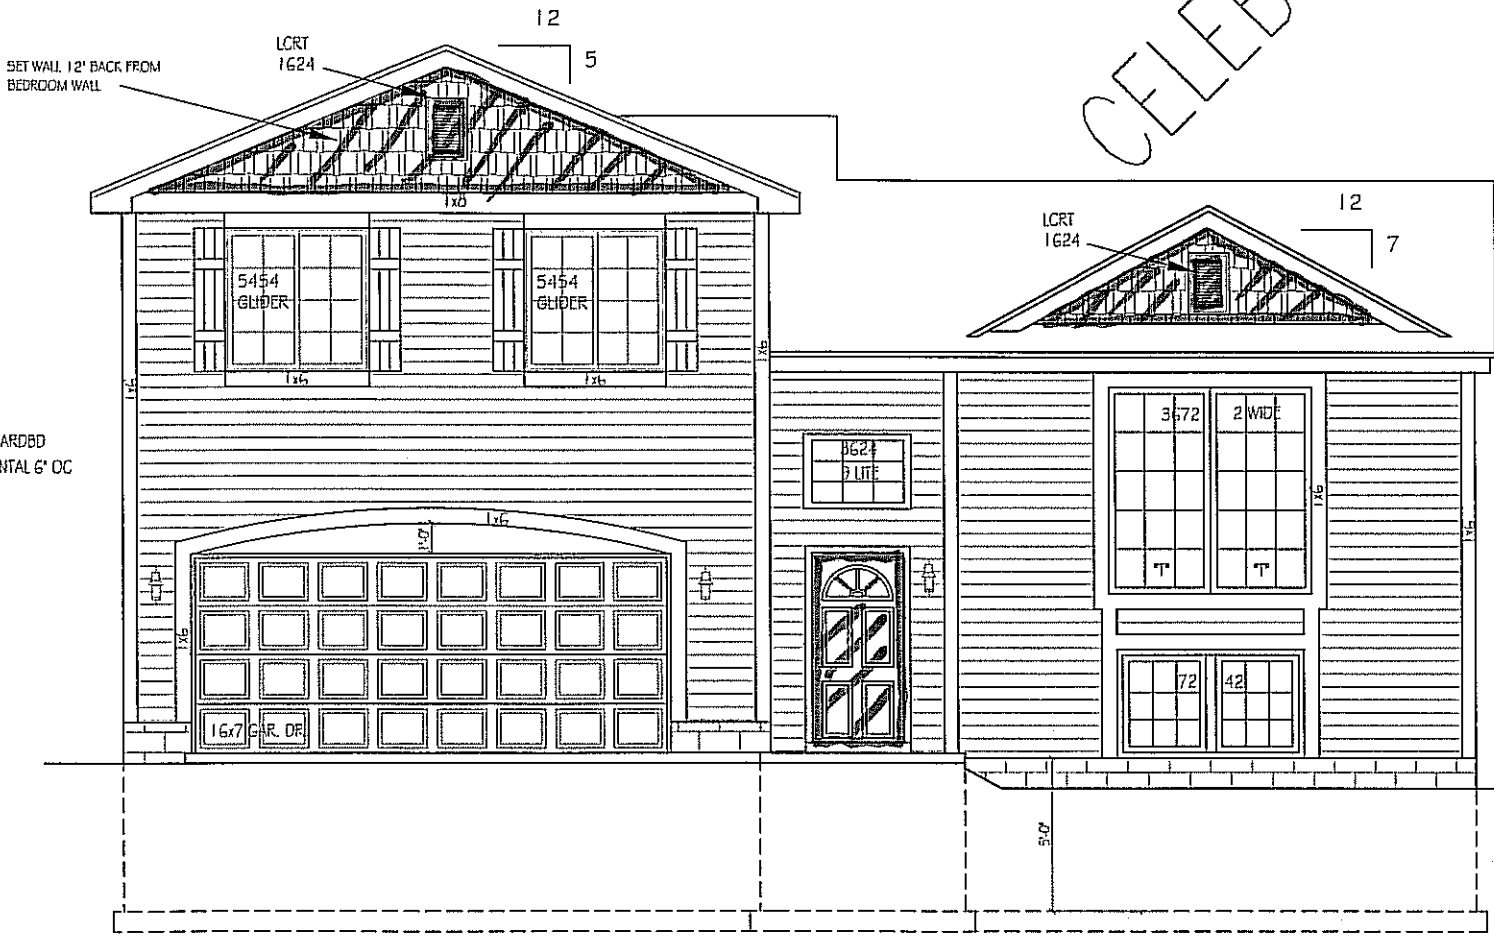 CELEB
12
5
LCRT
1624
SET WALL 12" BACK FROM
BEDROOM WALL
1x8
12
7
LCRT
1624
5454
GLIDER
5454
GLIDER
1x6
1x6
1x6
1x6
ARDBD
NTAL 6" OC
3672 2 WIDE
3624
9 LITE
1x6
1x6
1x6
1'-0"
"T" "T"
1x6
72 42
16x7 GAR. DR.
5'-0"